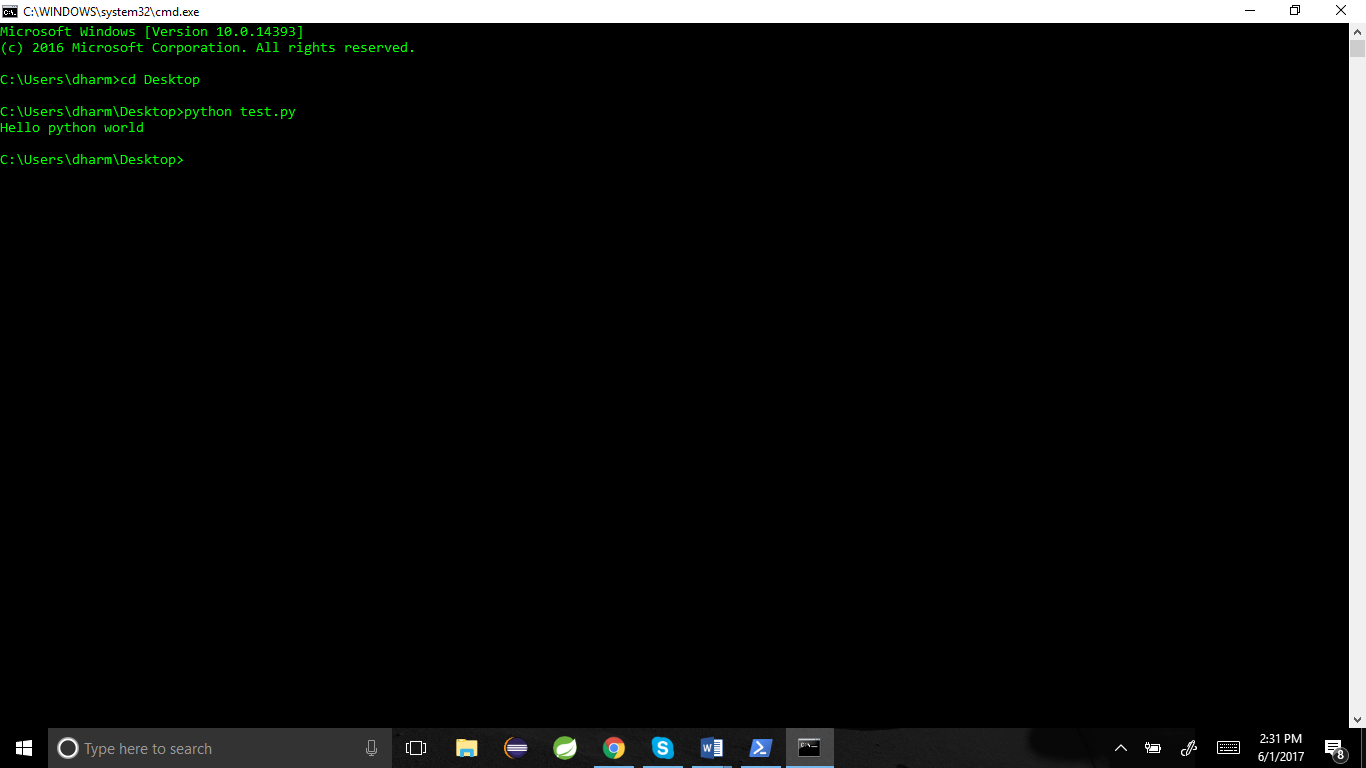 C:\WINDOWS\system32\cmd.exe
Microsoft Windows [Version 10.0.14393]
(c) 2016 Microsoft Corporation. All rights reserved.
C:\Users\dharm>cd Desktop
C:\Users\dharm\Desktop>python test.py
Hello python world
C:\Users\dharm\Desktop>
Type here to search
2:31 PM
6/1/2017
8